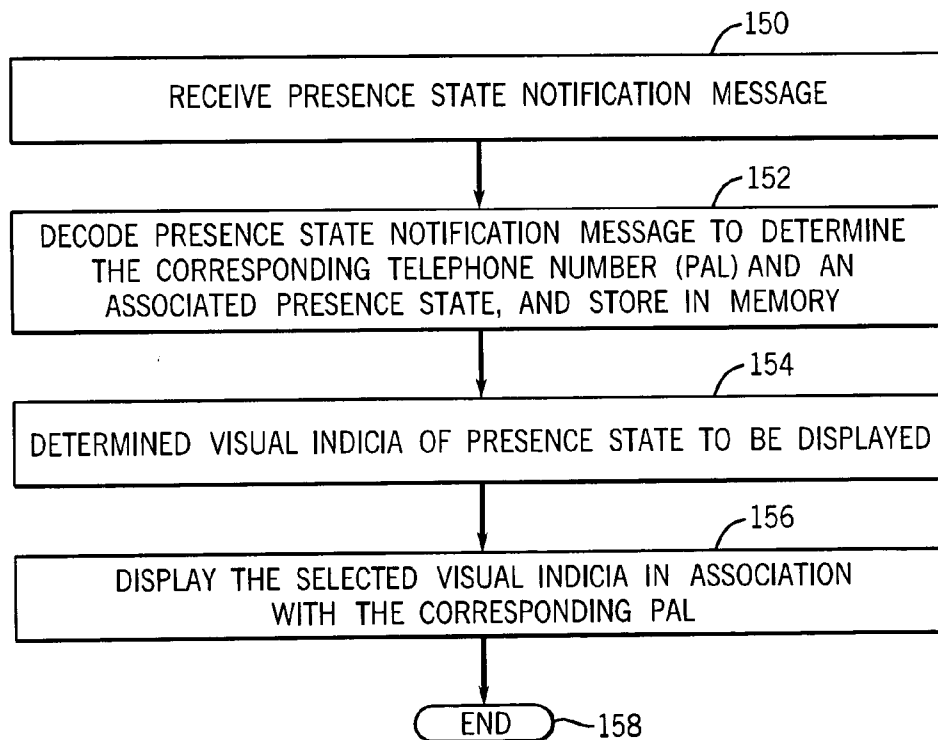 150
RECEIVE PRESENCE STATE NOTIFICATION MESSAGE
152
DECODE PRESENCE STATE NOTIFICATION MESSAGE TO DETERMINE
THE CORRESPONDING TELEPHONE NUMBER (PAL) AND AN
ASSOCIATED PRESENCE STATE, AND STORE IN MEMORY
154
DETERMINED VISUAL INDICIA OF PRESENCE STATE TO BE DISPLAYED
156
DISPLAY THE SELECTED VISUAL INDICIA IN ASSOCIATION
WITH THE CORRESPONDING PAL
END 158